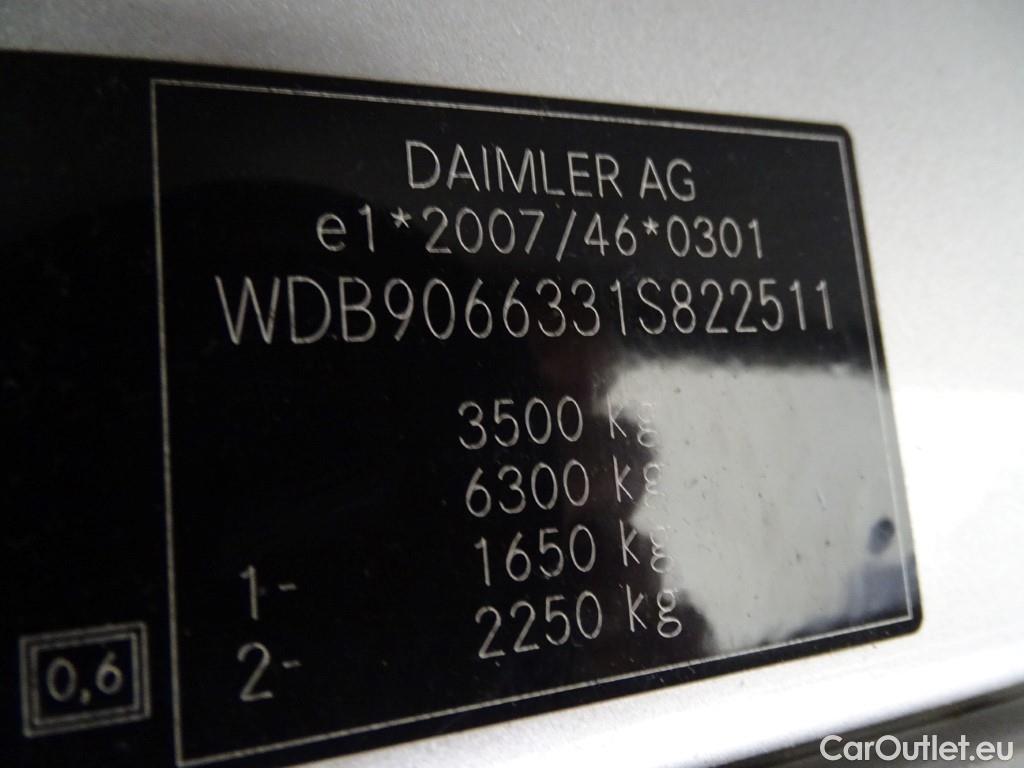 DAIMLER AG
e1*2007/46*0301
WDB9066331S822511
3500 kg
6300 kg
1- 1650 kg
2- 2250 kg
0,6
CarOutlet.eu